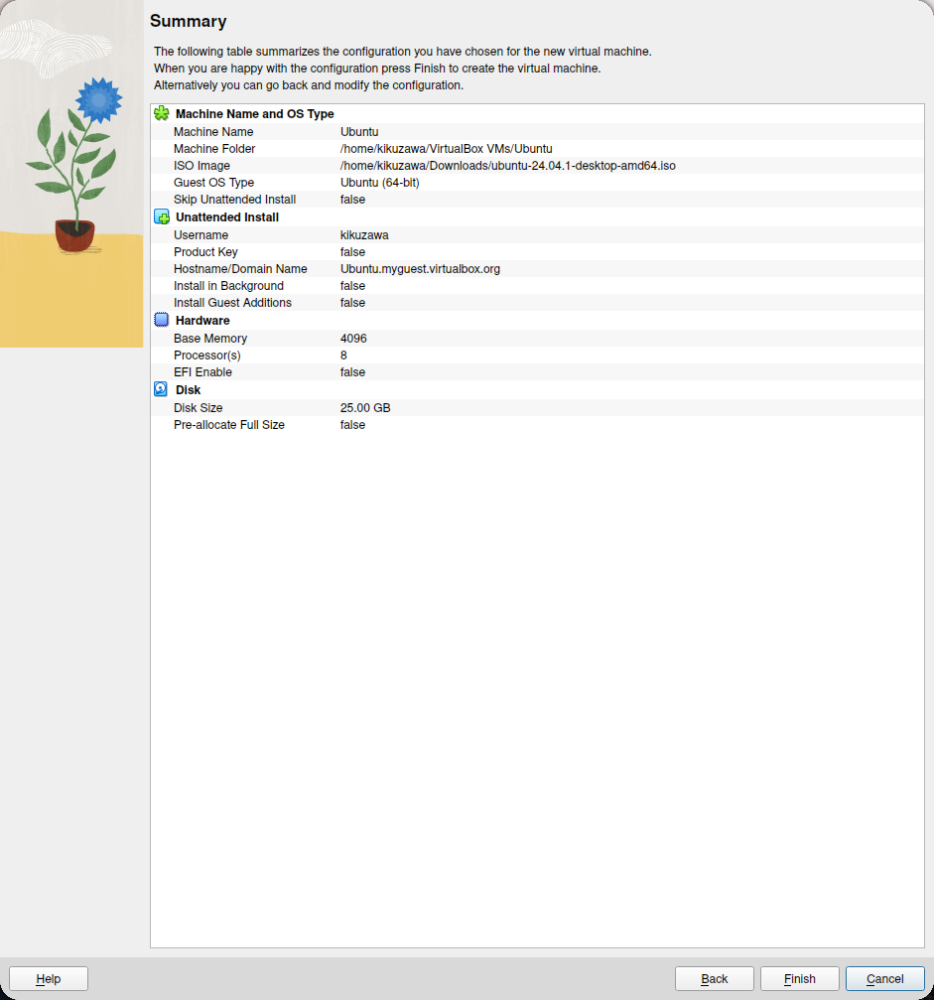 Summary
The following table summarizes the configuration you have chosen for the new virtual machine.
When you are happy with the configuration press Finish to create the virtual machine.
Alternatively you can go back and modify the configuration.
Machine Name and OS Type
Machine Name Ubuntu
Machine Folder /home/kikuzawa/VirtualBox VMs/Ubuntu
ISO Image /home/kikuzawa/Downloads/ubuntu-24.04.1-desktop-amd64.iso
Guest OS Type Ubuntu (64-bit)
Skip Unattended Install false
Unattended Install
Username kikuzawa
Product Key false
Hostname/Domain Name Ubuntu.myguest.virtualbox.org
Install in Background false
Install Guest Additions false
Hardware
Base Memory 4096
Processor(s) 8
EFI Enable false
Disk
Disk Size 25.00 GB
Pre-allocate Full Size false
Help Back Finish Cancel